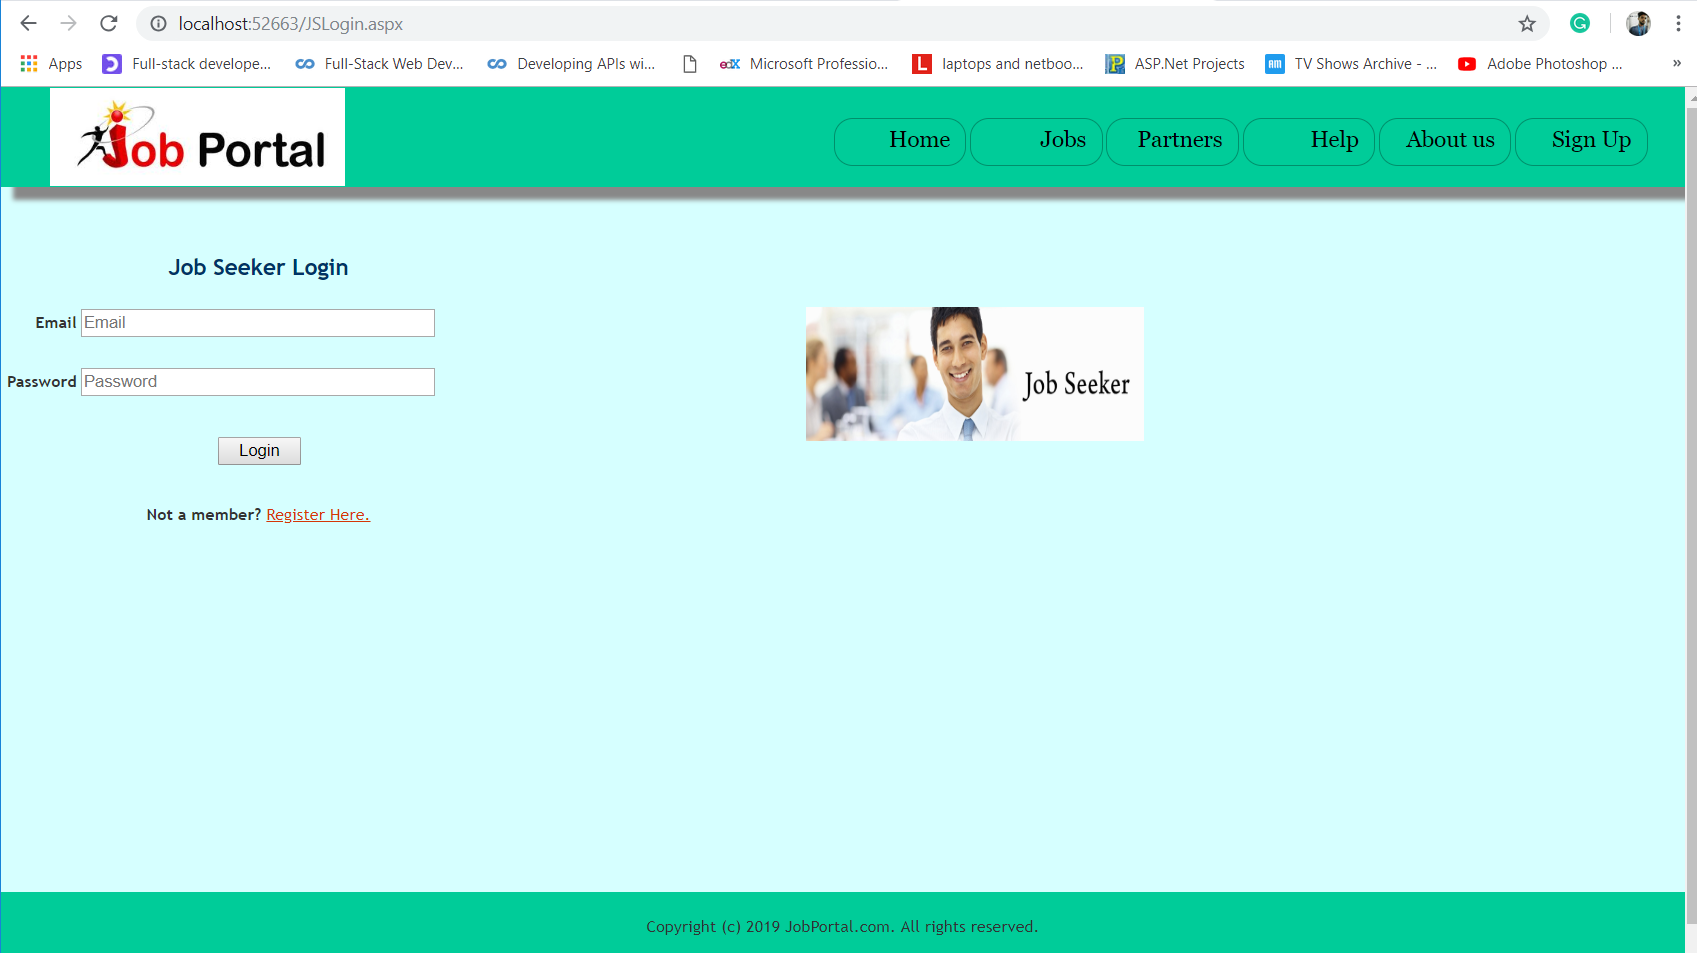 localhost:52663/JSLogin.aspx
Apps Full-stack develope... Full-Stack Web Dev... Developing APIs wi... edX Microsoft Professio... L laptops and netboo... P ASP.Net Projects AM TV Shows Archive - ... Adobe Photoshop ... »
Job Portal
Home Jobs Partners Help About us Sign Up
Job Seeker Login
Email Email
Password Password
Login
Not a member? Register Here.
Job Seeker
Copyright (c) 2019 JobPortal.com. All rights reserved.